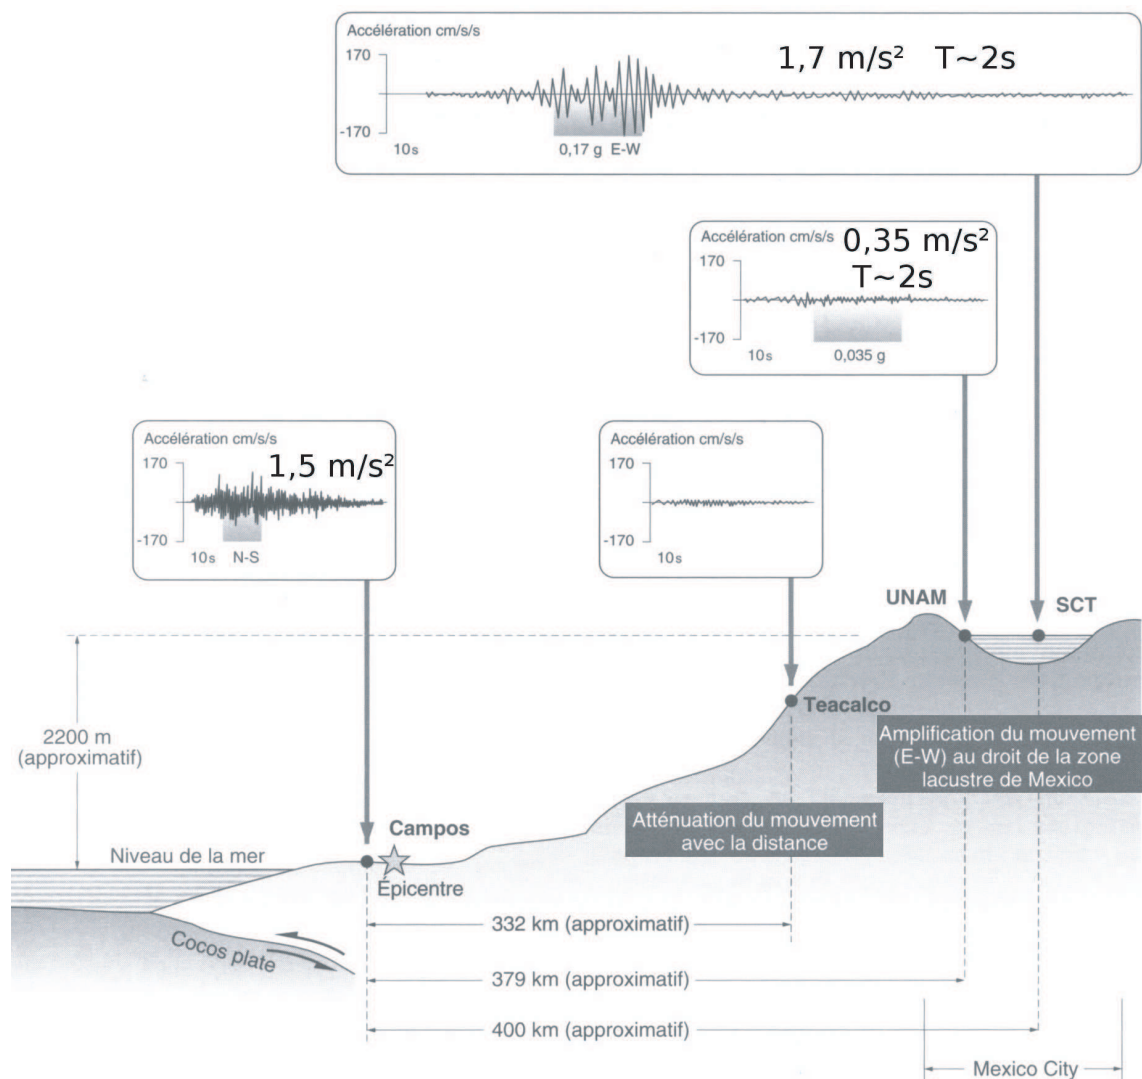 Accélération cm/s/s
1,7 m/s² T~2s
170
-170
10s
0,17 g E-W
Accélération cm/s/s
0,35 m/s²
T~2s
170
-170
10s
0,035 g
Accélération cm/s/s
1,5 m/s²
170
-170
10s
N-S
Accélération cm/s/s
170
-170
10s
UNAM
SCT
Teacalco
2200 m
(approximatif)
Amplification du mouvement
(E-W) au droit de la zone
lacustre de Mexico
Atténuation du mouvement
avec la distance
Campos
Niveau de la mer
Épicentre
332 km (approximatif)
Cocos plate
379 km (approximatif)
400 km (approximatif)
Mexico City